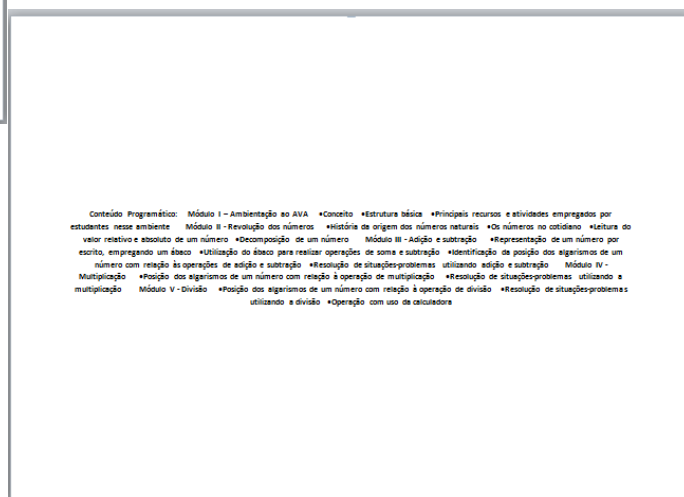 Conteúdo Programático: Módulo I – Ambientação ao AVA •Conceito •Estrutura básica •Principais recursos e atividades empregados por
estudantes nesse ambiente Módulo II - Revolução dos números •História da origem dos números naturais •Os números no cotidiano •Leitura do
valor relativo e absoluto de um número •Decomposição de um número Módulo III - Adição e subtração •Representação de um número por
escrito, empregando um ábaco •Utilização do ábaco para realizar operações de soma e subtração •Identificação da posição dos algarismos de um
número com relação às operações de adição e subtração •Resolução de situações-problemas utilizando adição e subtração Módulo IV -
Multiplicação •Posição dos algarismos de um número com relação à operação de multiplicação •Resolução de situações-problemas utilizando a
multiplicação Módulo V - Divisão •Posição dos algarismos de um número com relação à operação de divisão •Resolução de situações-problemas
utilizando a divisão •Operação com uso da calculadora